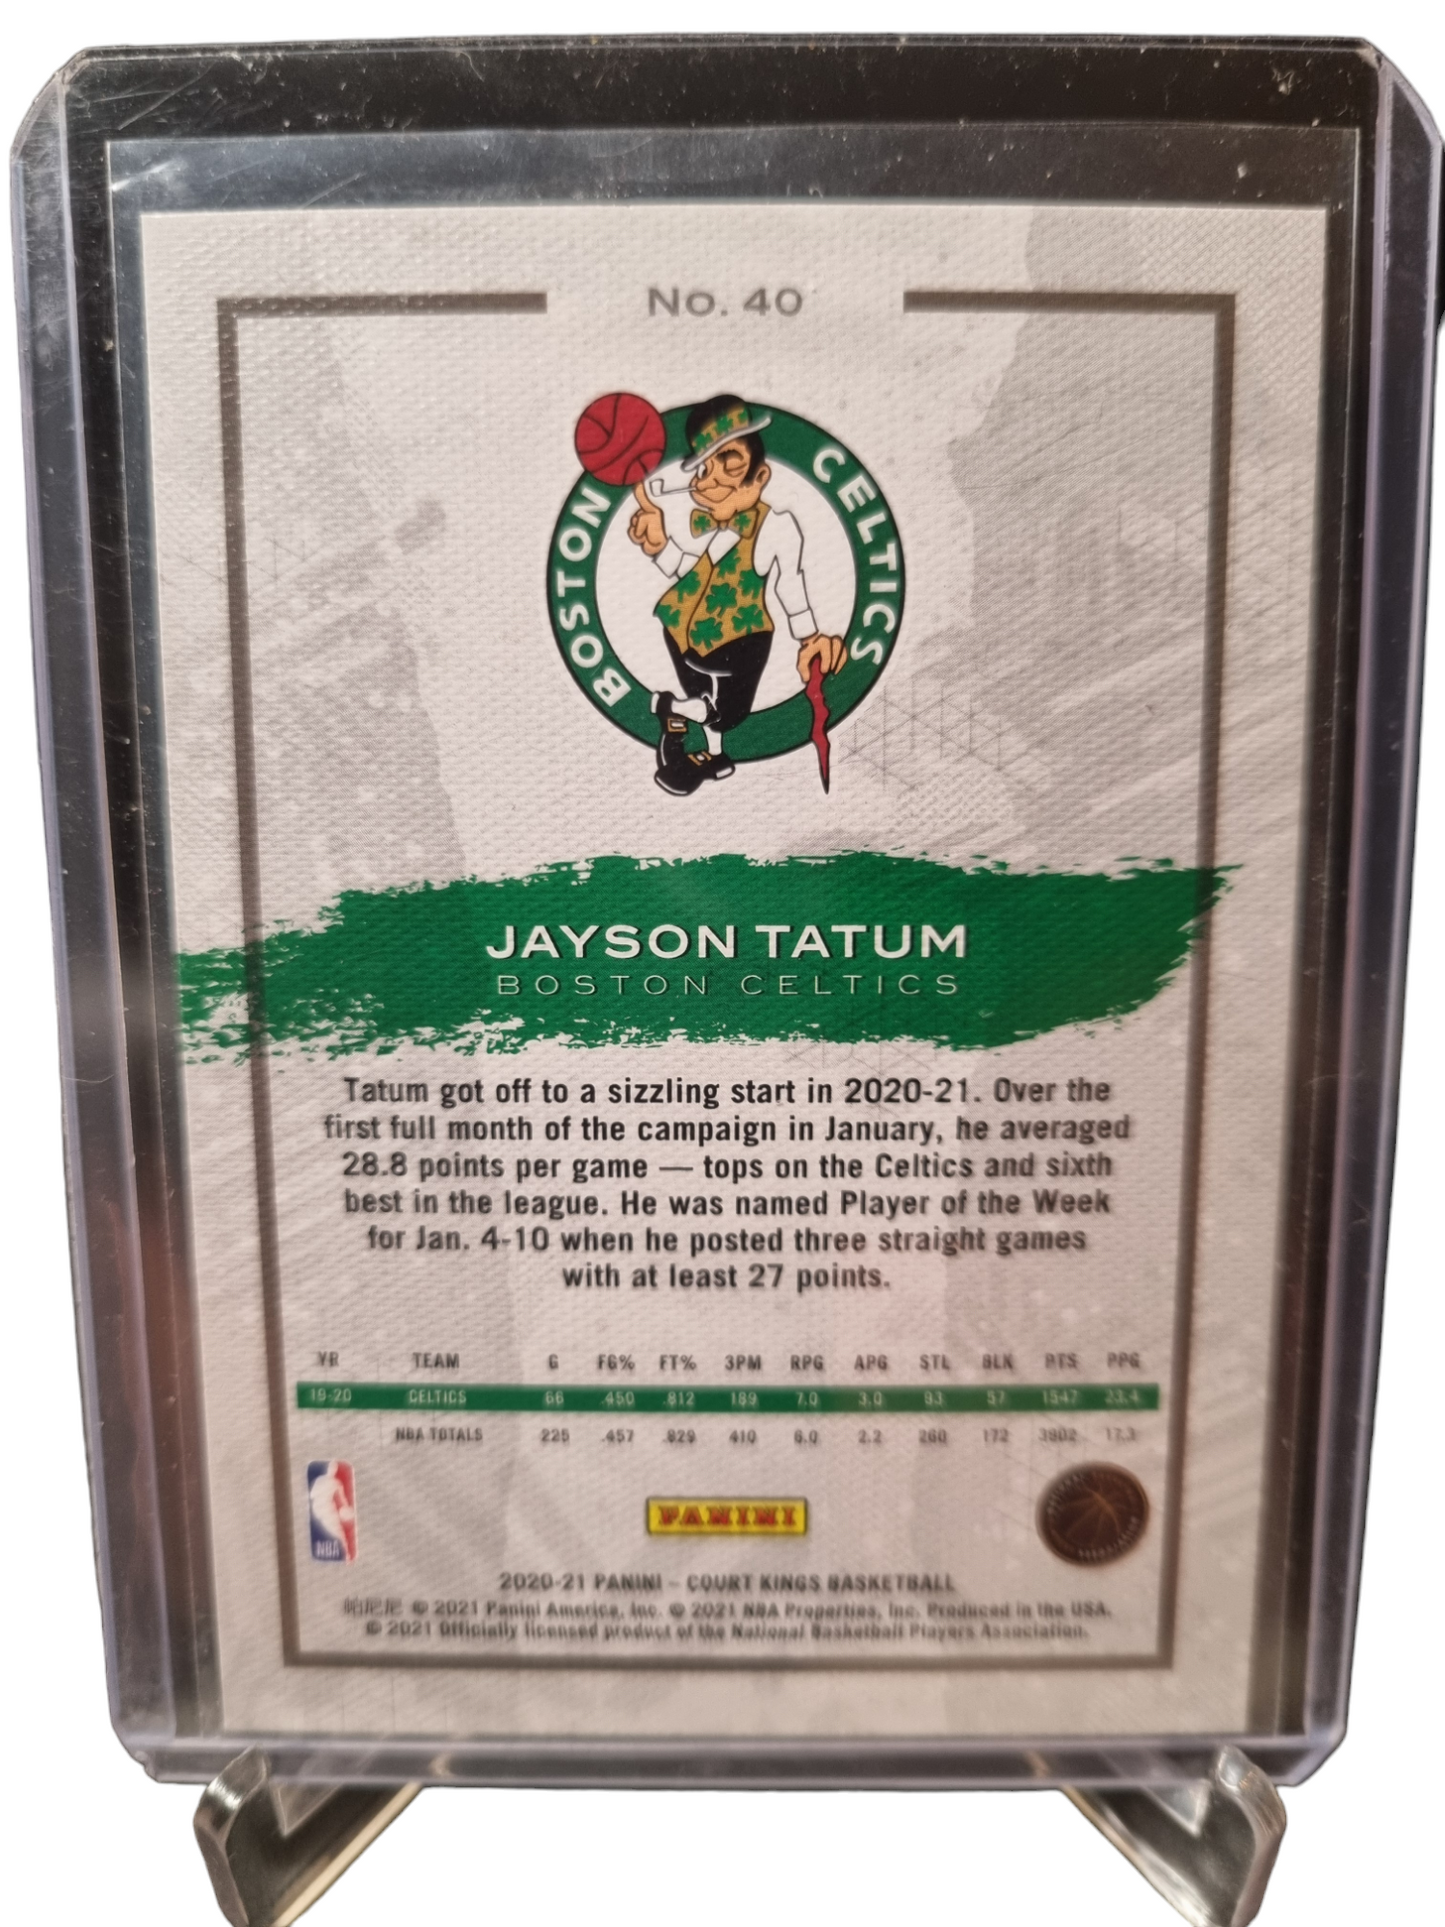 No. 40
BOSTON CELTICS
JAYSON TATUM
BOSTON CELTICS
Tatum got off to a sizzling start in 2020-21. Over the
first full month of the campaign in January, he averaged
28.8 points per game — tops on the Celtics and sixth
best in the league. He was named Player of the Week
for Jan. 4-10 when he posted three straight games
with at least 27 points.
YR TEAM G FG% FT% 3PM RPG APG STL BLK PTS PPG
19-20 CELTICS 66 .450 .812 189 7.0 3.0 93 57 1547 23.4
NBA TOTALS 225 .457 .829 410 6.0 2.2 260 172 3902 17.3
NBA
PANINI
2020-21 PANINI – COURT KINGS BASKETBALL
帕尼尼 © 2021 Panini America, Inc. © 2021 NBA Properties, Inc. Produced in the USA.
© 2021 Officially licensed product of the National Basketball Players Association.